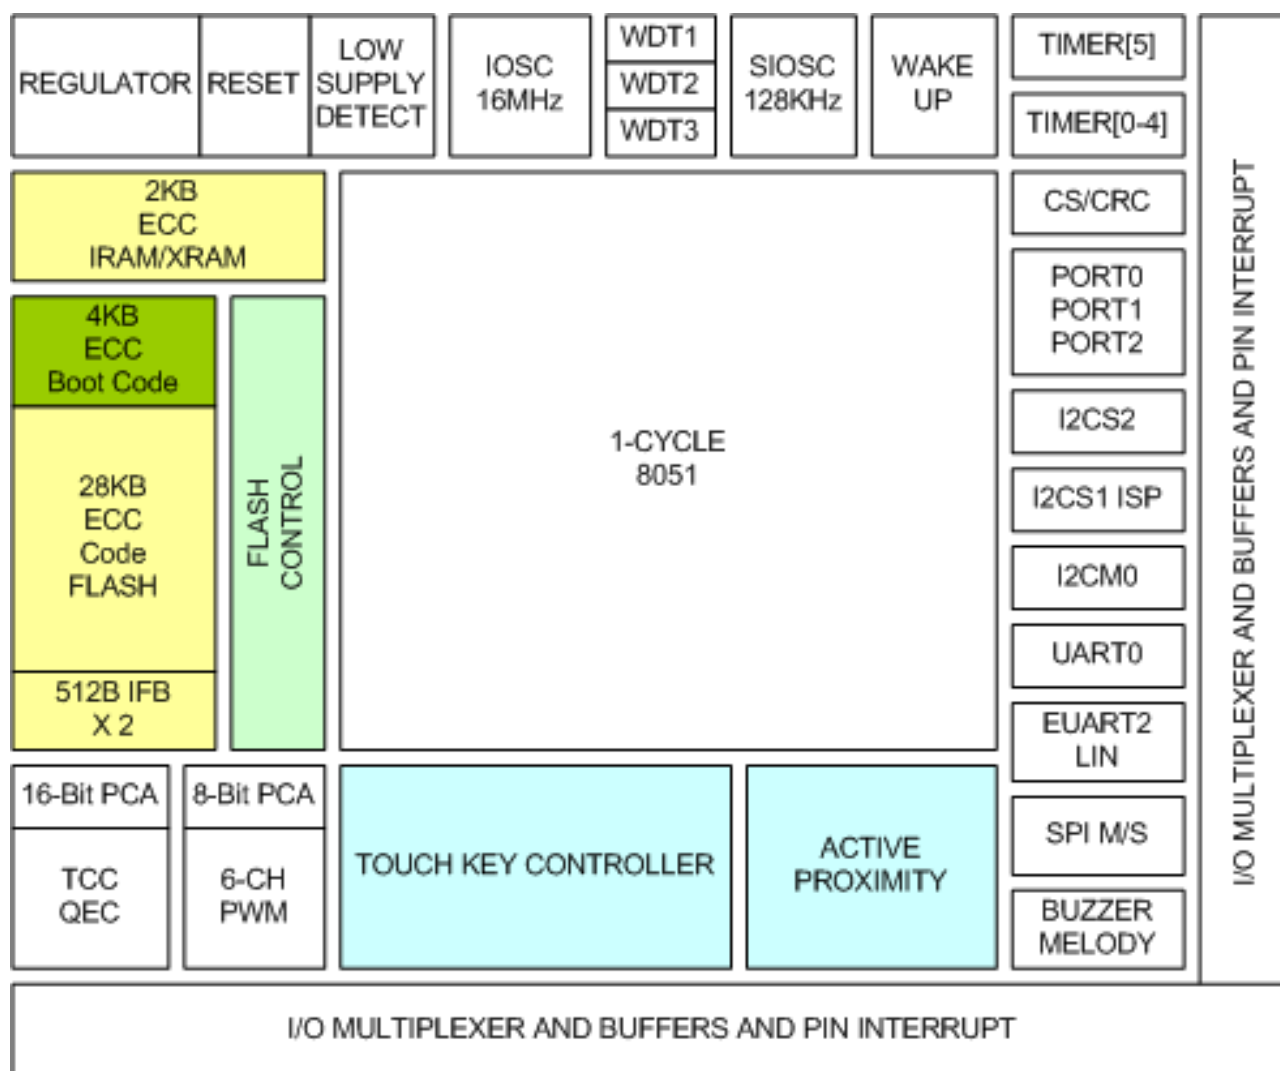 REGULATOR
RESET
LOW
SUPPLY
DETECT
IOSC
16MHz
WDT1
WDT2
WDT3
SIOSC
128KHz
WAKE
UP
TIMER[5]
TIMER[0-4]
2KB
ECC
IRAM/XRAM
4KB
ECC
Boot Code
28KB
ECC
Code
FLASH
512B IFB
X 2
FLASH
CONTROL
1-CYCLE
8051
CS/CRC
PORT0
PORT1
PORT2
I2CS2
I2CS1 ISP
I2CM0
UART0
EUART2
LIN
SPI M/S
BUZZER
MELODY
16-Bit PCA
TCC
QEC
8-Bit PCA
6-CH
PWM
TOUCH KEY CONTROLLER
ACTIVE
PROXIMITY
I/O MULTIPLEXER AND BUFFERS AND PIN INTERRUPT
I/O MULTIPLEXER AND BUFFERS AND PIN INTERRUPT